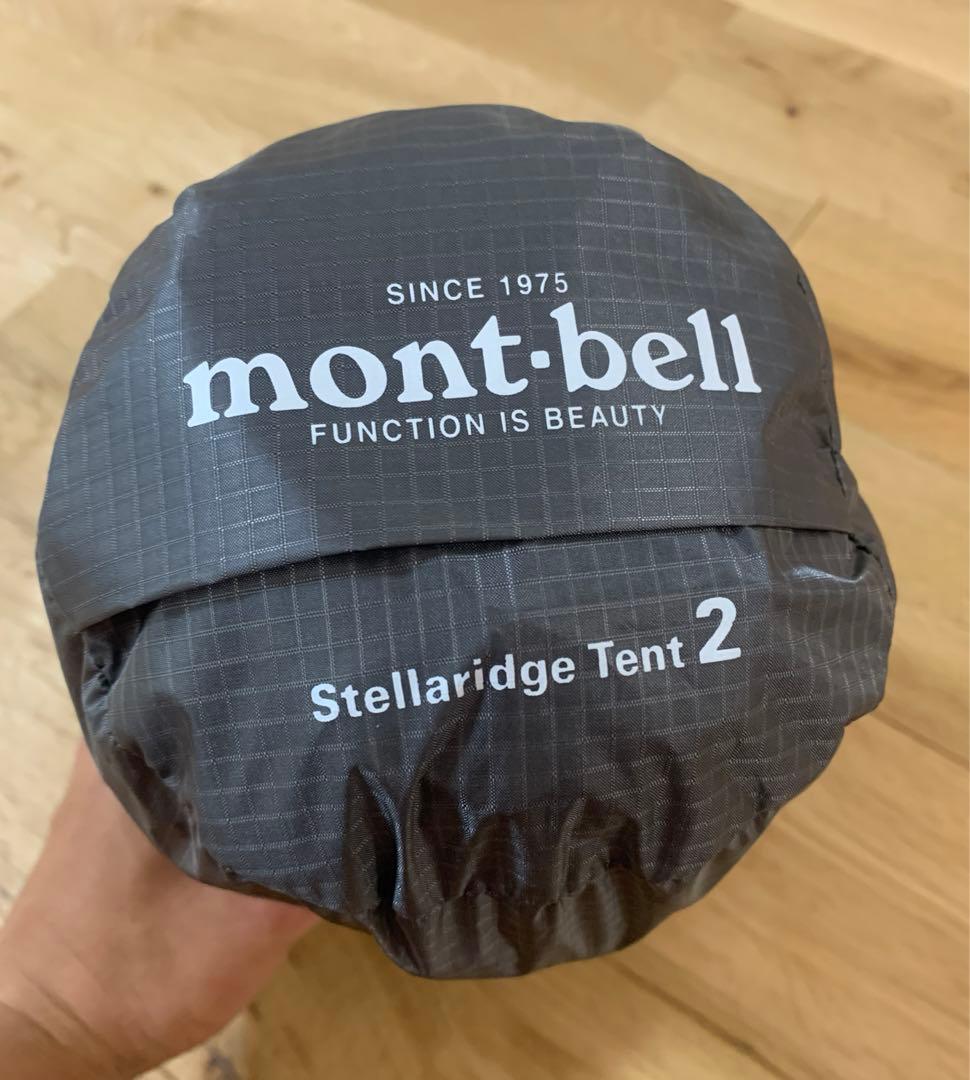 SINCE 1975
mont·bell
FUNCTION IS BEAUTY
Stellaridge Tent 2